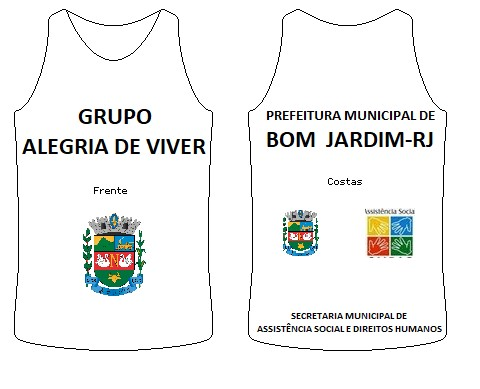 GRUPO
ALEGRIA DE VIVER
Frente
PREFEITURA MUNICIPAL DE
BOM JARDIM-RJ
Costas
Assistência Social
SECRETARIA MUNICIPAL DE
ASSISTÊNCIA SOCIAL E DIREITOS HUMANOS